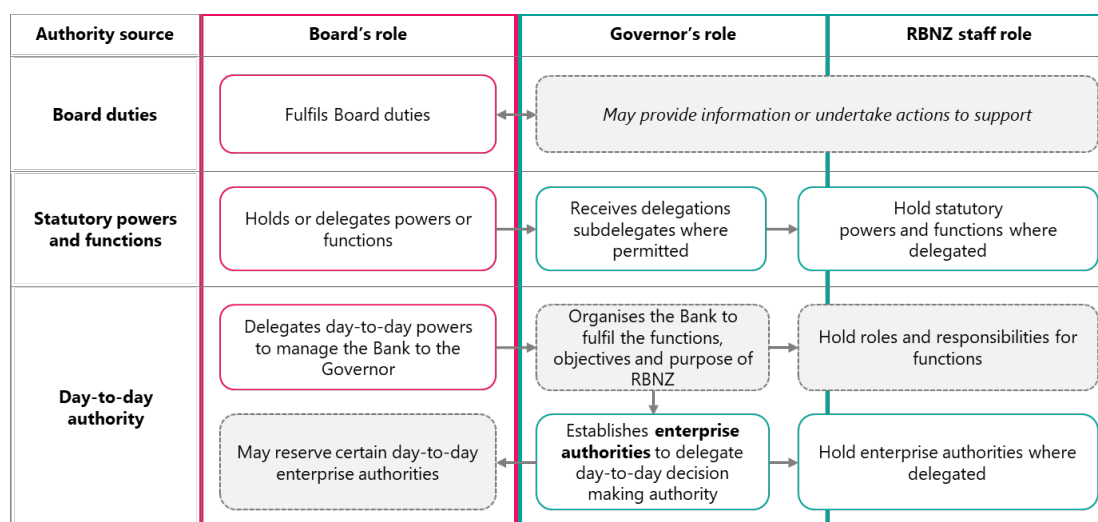 Authority source
Board's role
Governor's role
RBNZ staff role
Board duties
Fulfils Board duties
May provide information or undertake actions to support
Statutory powers
and functions
Holds or delegates powers or
functions
Receives delegations
subdelegates where
permitted
Hold statutory
powers and functions where
delegated
Day-to-day
authority
Delegates day-to-day powers
to manage the Bank to the
Governor
Organises the Bank to
fulfil the functions,
objectives and purpose of
RBNZ
Hold roles and responsibilities for
functions
May reserve certain day-to-day
enterprise authorities
Establishes enterprise
authorities to delegate
day-to-day decision
making authority
Hold enterprise authorities where
delegated